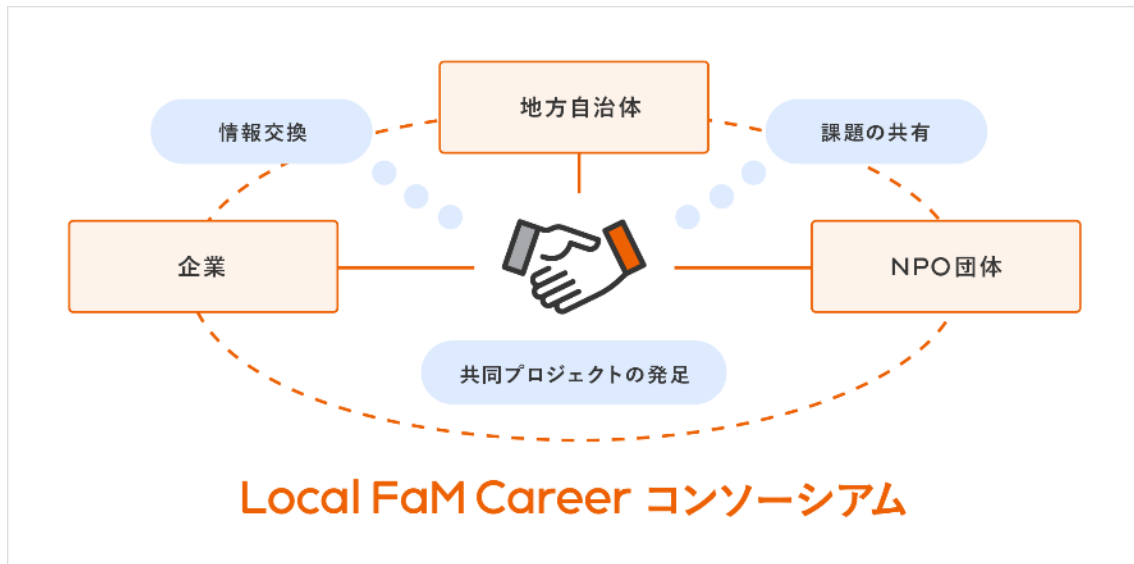 地方自治体
情報交換
課題の共有
企業
NPO団体
共同プロジェクトの発足
Local FaM Career コンソーシアム